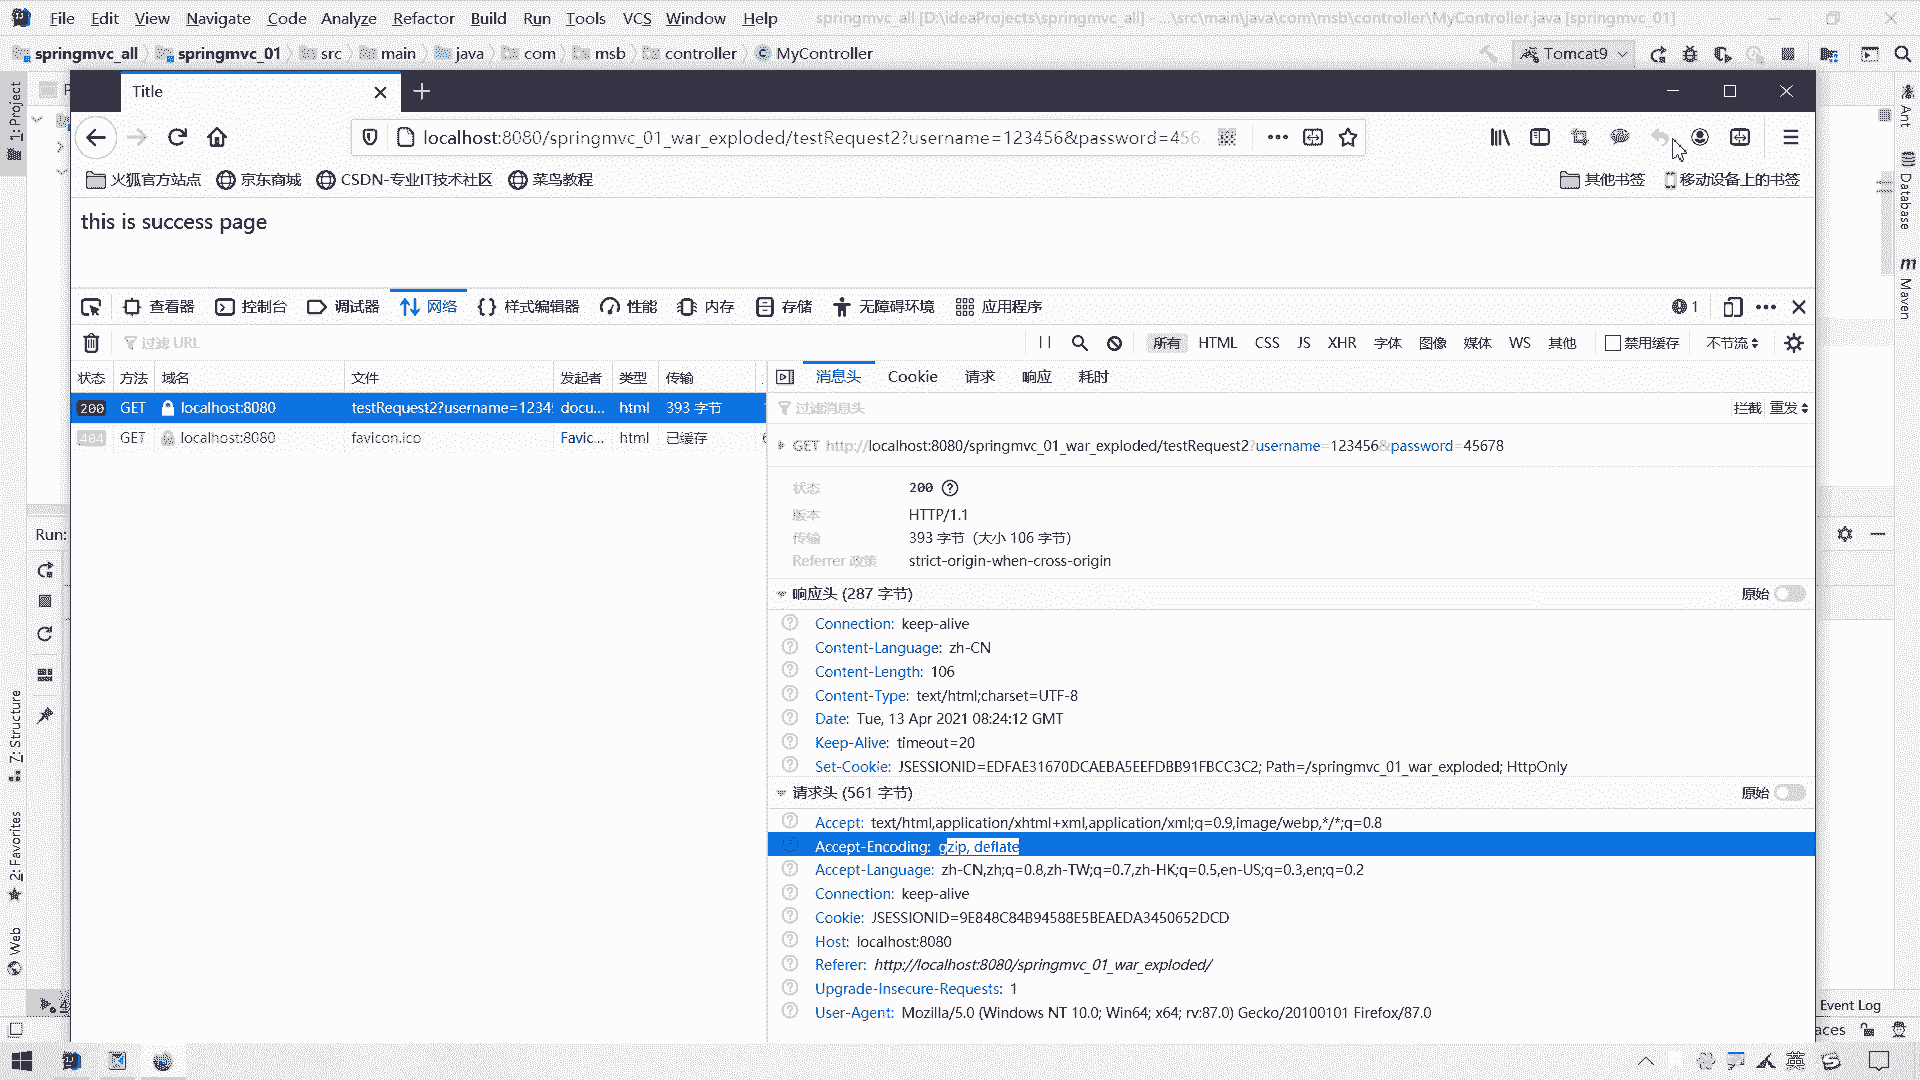 File Edit View Navigate Code Analyze Refactor Build Run Tools VCS Window Help springmvc_all [D:\ideaProjects\springmvc_all] - ...\src\main\java\com\msb\controller\MyController.java [springmvc_01]
springmvc_all springmvc_01 src main java com msb controller MyController Tomcat9
Title
localhost:8080/springmvc_01_war_exploded/testRequest2?username=123456&password=456
火狐官方站点 京东商城 CSDN-专业IT技术社区 菜鸟教程 其他书签 移动设备上的书签
this is success page
查看器 控制台 调试器 网络 样式编辑器 性能 内存 存储 无障碍环境 应用程序 1
过滤 URL 所有 HTML CSS JS XHR 字体 图像 媒体 WS 其他 禁用缓存 不节流
状态 方法 域名 文件 发起者 类型 传输
200 GET localhost:8080 testRequest2?username=1234 docu... html 393 字节
404 GET localhost:8080 favicon.ico Favic... html 已缓存
消息头 Cookie 请求 响应 耗时
过滤消息头 拦截 重发
GET http://localhost:8080/springmvc_01_war_exploded/testRequest2?username=123456&password=45678
状态 200
版本 HTTP/1.1
传输 393 字节（大小 106 字节）
Referrer 政策 strict-origin-when-cross-origin
响应头 (287 字节) 原始
Connection: keep-alive
Content-Language: zh-CN
Content-Length: 106
Content-Type: text/html;charset=UTF-8
Date: Tue, 13 Apr 2021 08:24:12 GMT
Keep-Alive: timeout=20
Set-Cookie: JSESSIONID=EDFAE31670DCAEBA5EEFDBB91FBCC3C2; Path=/springmvc_01_war_exploded; HttpOnly
请求头 (561 字节) 原始
Accept: text/html,application/xhtml+xml,application/xml;q=0.9,image/webp,*/*;q=0.8
Accept-Encoding: gzip, deflate
Accept-Language: zh-CN,zh;q=0.8,zh-TW;q=0.7,zh-HK;q=0.5,en-US;q=0.3,en;q=0.2
Connection: keep-alive
Cookie: JSESSIONID=9E848C84B94588E5BEAEDA3450652DCD
Host: localhost:8080
Referer: http://localhost:8080/springmvc_01_war_exploded/
Upgrade-Insecure-Requests: 1
User-Agent: Mozilla/5.0 (Windows NT 10.0; Win64; x64; rv:87.0) Gecko/20100101 Firefox/87.0
1: Project
Run:
7: Structure
2: Favorites
Web
Ant
Database
Maven
Event Log
aces
英